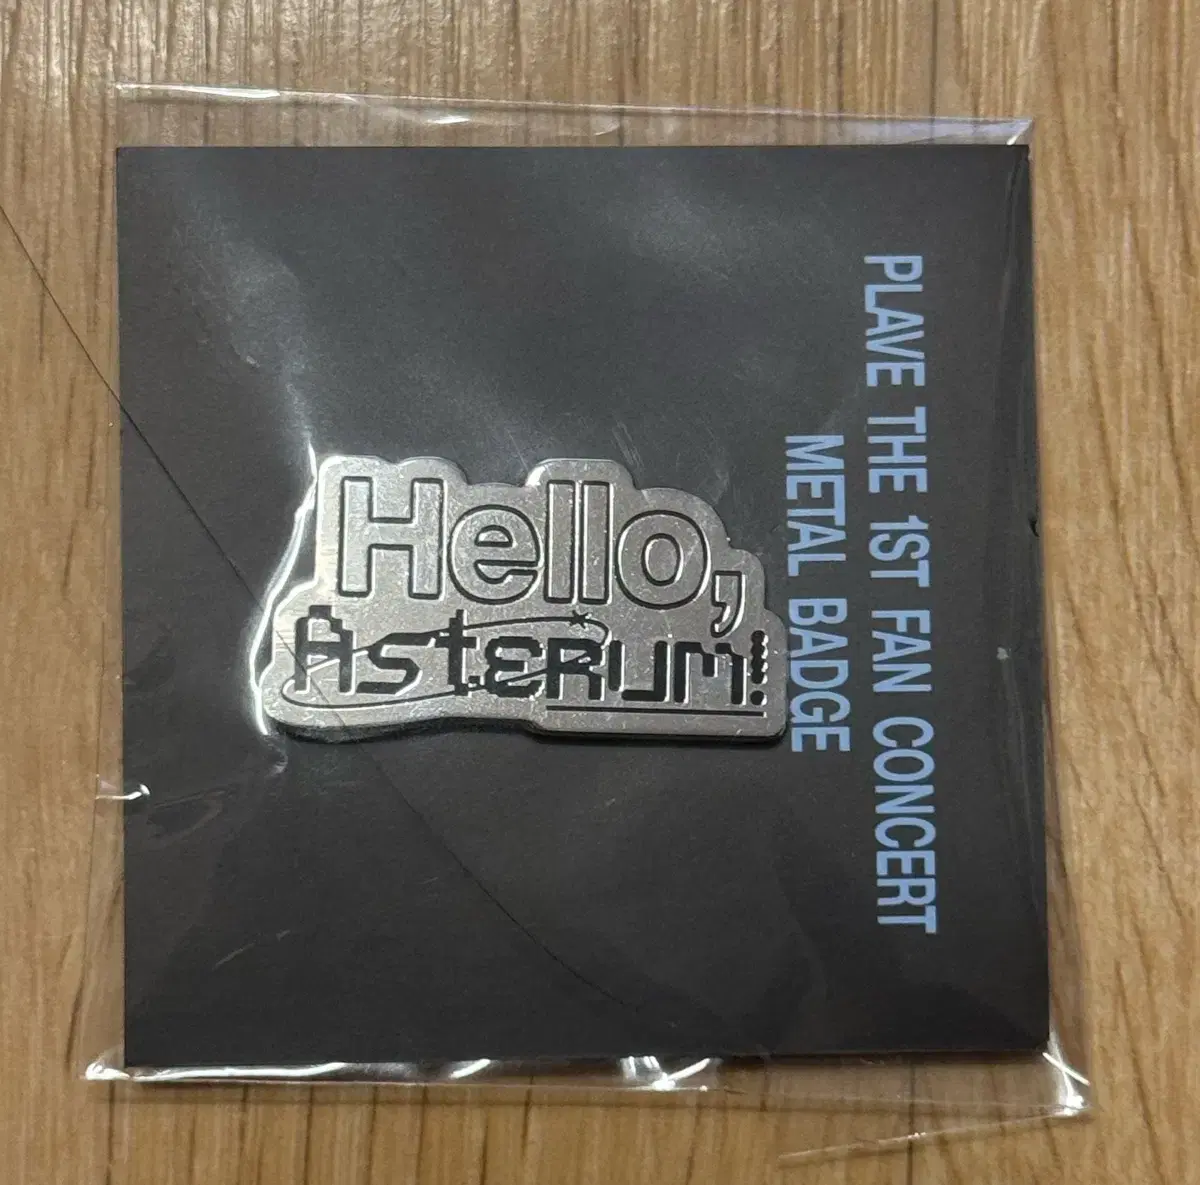 PLAVE THE 1ST FAN CONCERT
METAL BADGE
Hello,
Asterum!